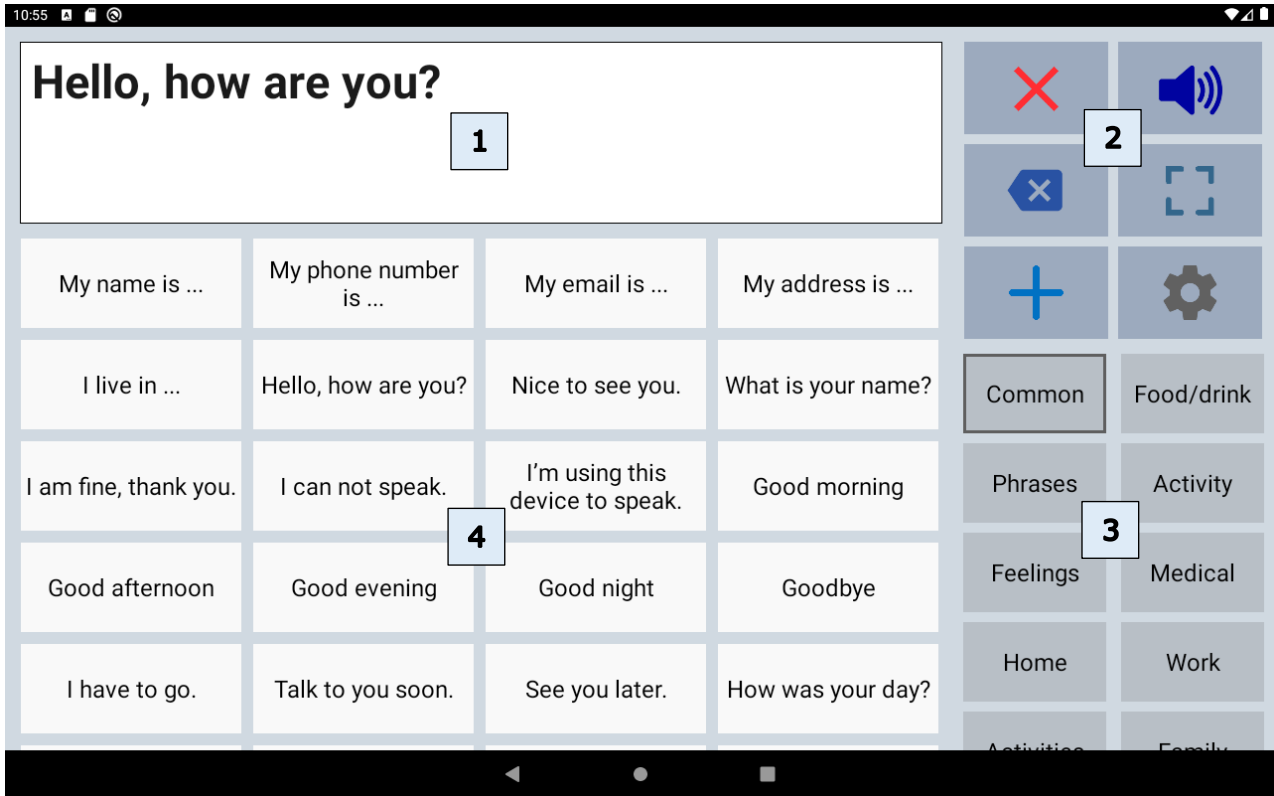 10:55
Hello, how are you?
1
2
My name is ...
My phone number
is ...
My email is ...
My address is ...
I live in ...
Hello, how are you?
Nice to see you.
What is your name?
Common
Food/drink
I am fine, thank you.
I can not speak.
I’m using this
device to speak.
Good morning
Phrases
Activity
4
3
Good afternoon
Good evening
Good night
Goodbye
Feelings
Medical
I have to go.
Talk to you soon.
See you later.
How was your day?
Home
Work
Activities
Family